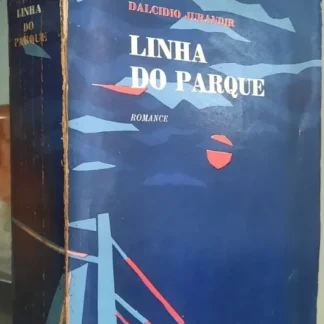 LINHA
DO
PARQUE
DALCIDIO JURANDIR
LINHA
DO PARQUE
ROMANCE